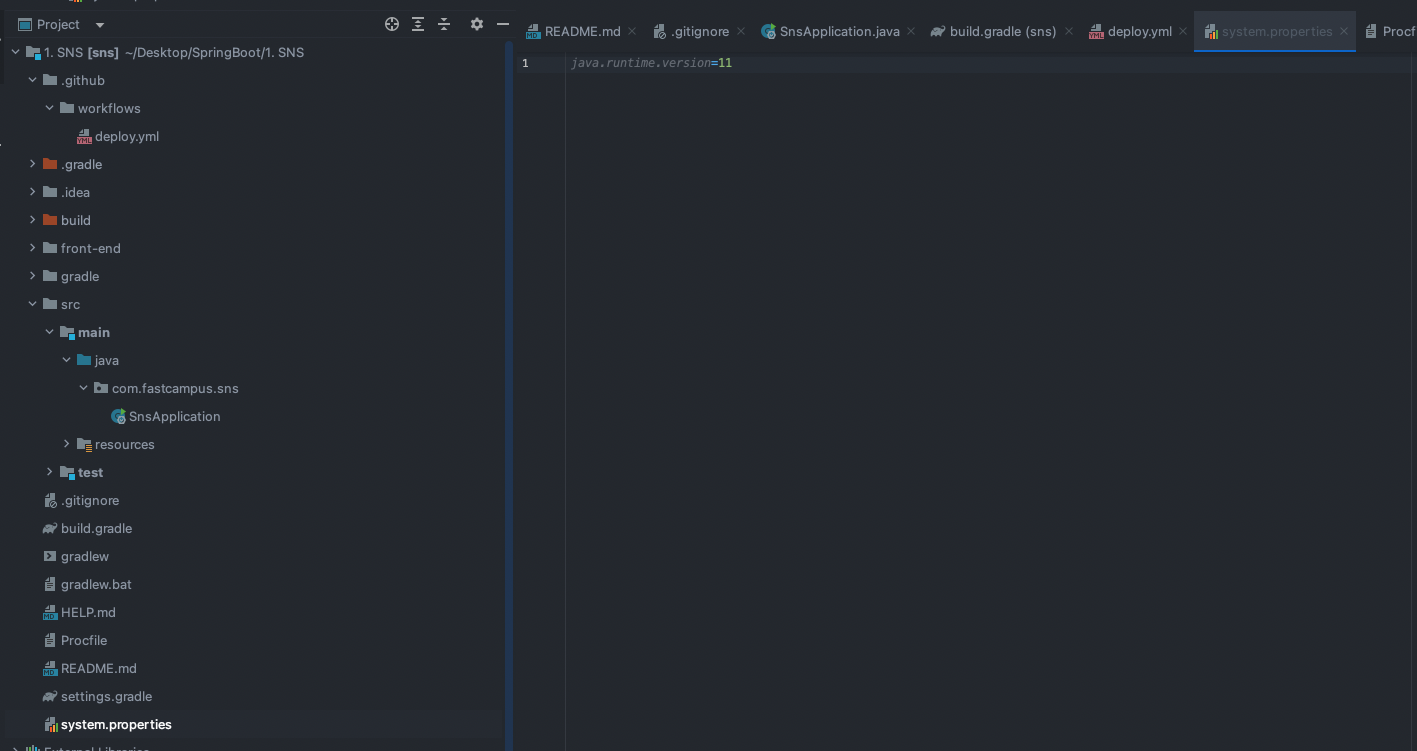 Project
1. SNS [sns] ~/Desktop/SpringBoot/1. SNS
.github
workflows
deploy.yml
.gradle
.idea
build
front-end
gradle
src
main
java
com.fastcampus.sns
SnsApplication
resources
test
.gitignore
build.gradle
gradlew
gradlew.bat
HELP.md
Procfile
README.md
settings.gradle
system.properties
External Libraries
README.md .gitignore SnsApplication.java build.gradle (sns) deploy.yml system.properties Procf
1 java.runtime.version=11